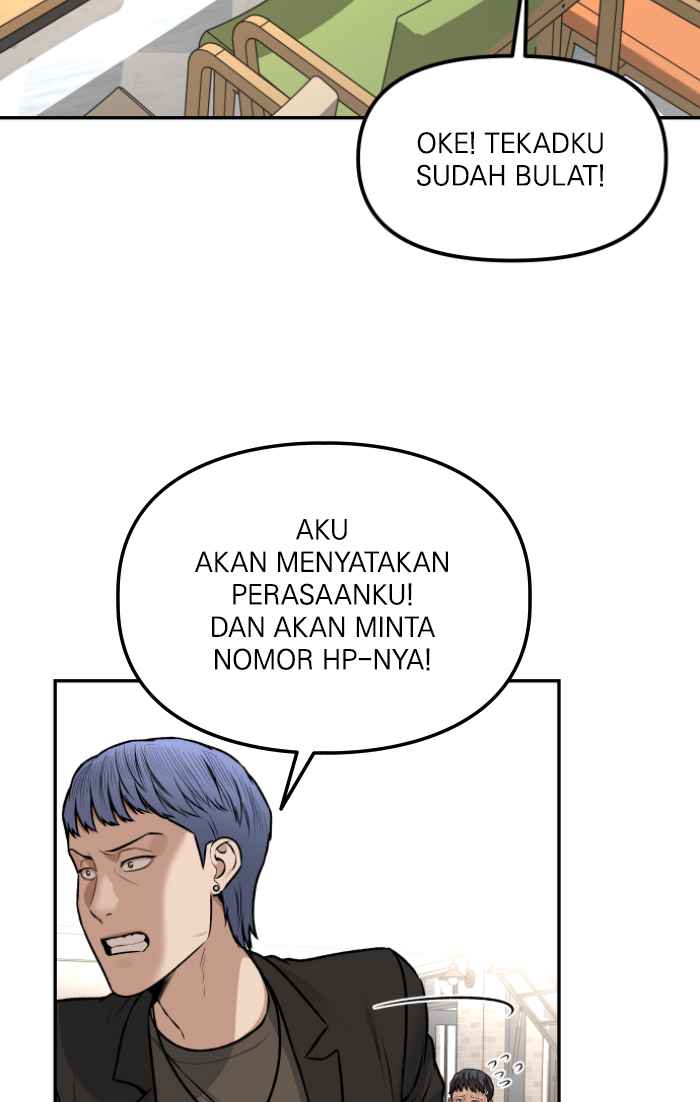 OKE! TEKADKU
SUDAH BULAT!
AKU
AKAN MENYATAKAN
PERASAANKU!
DAN AKAN MINTA
NOMOR HP-NYA!